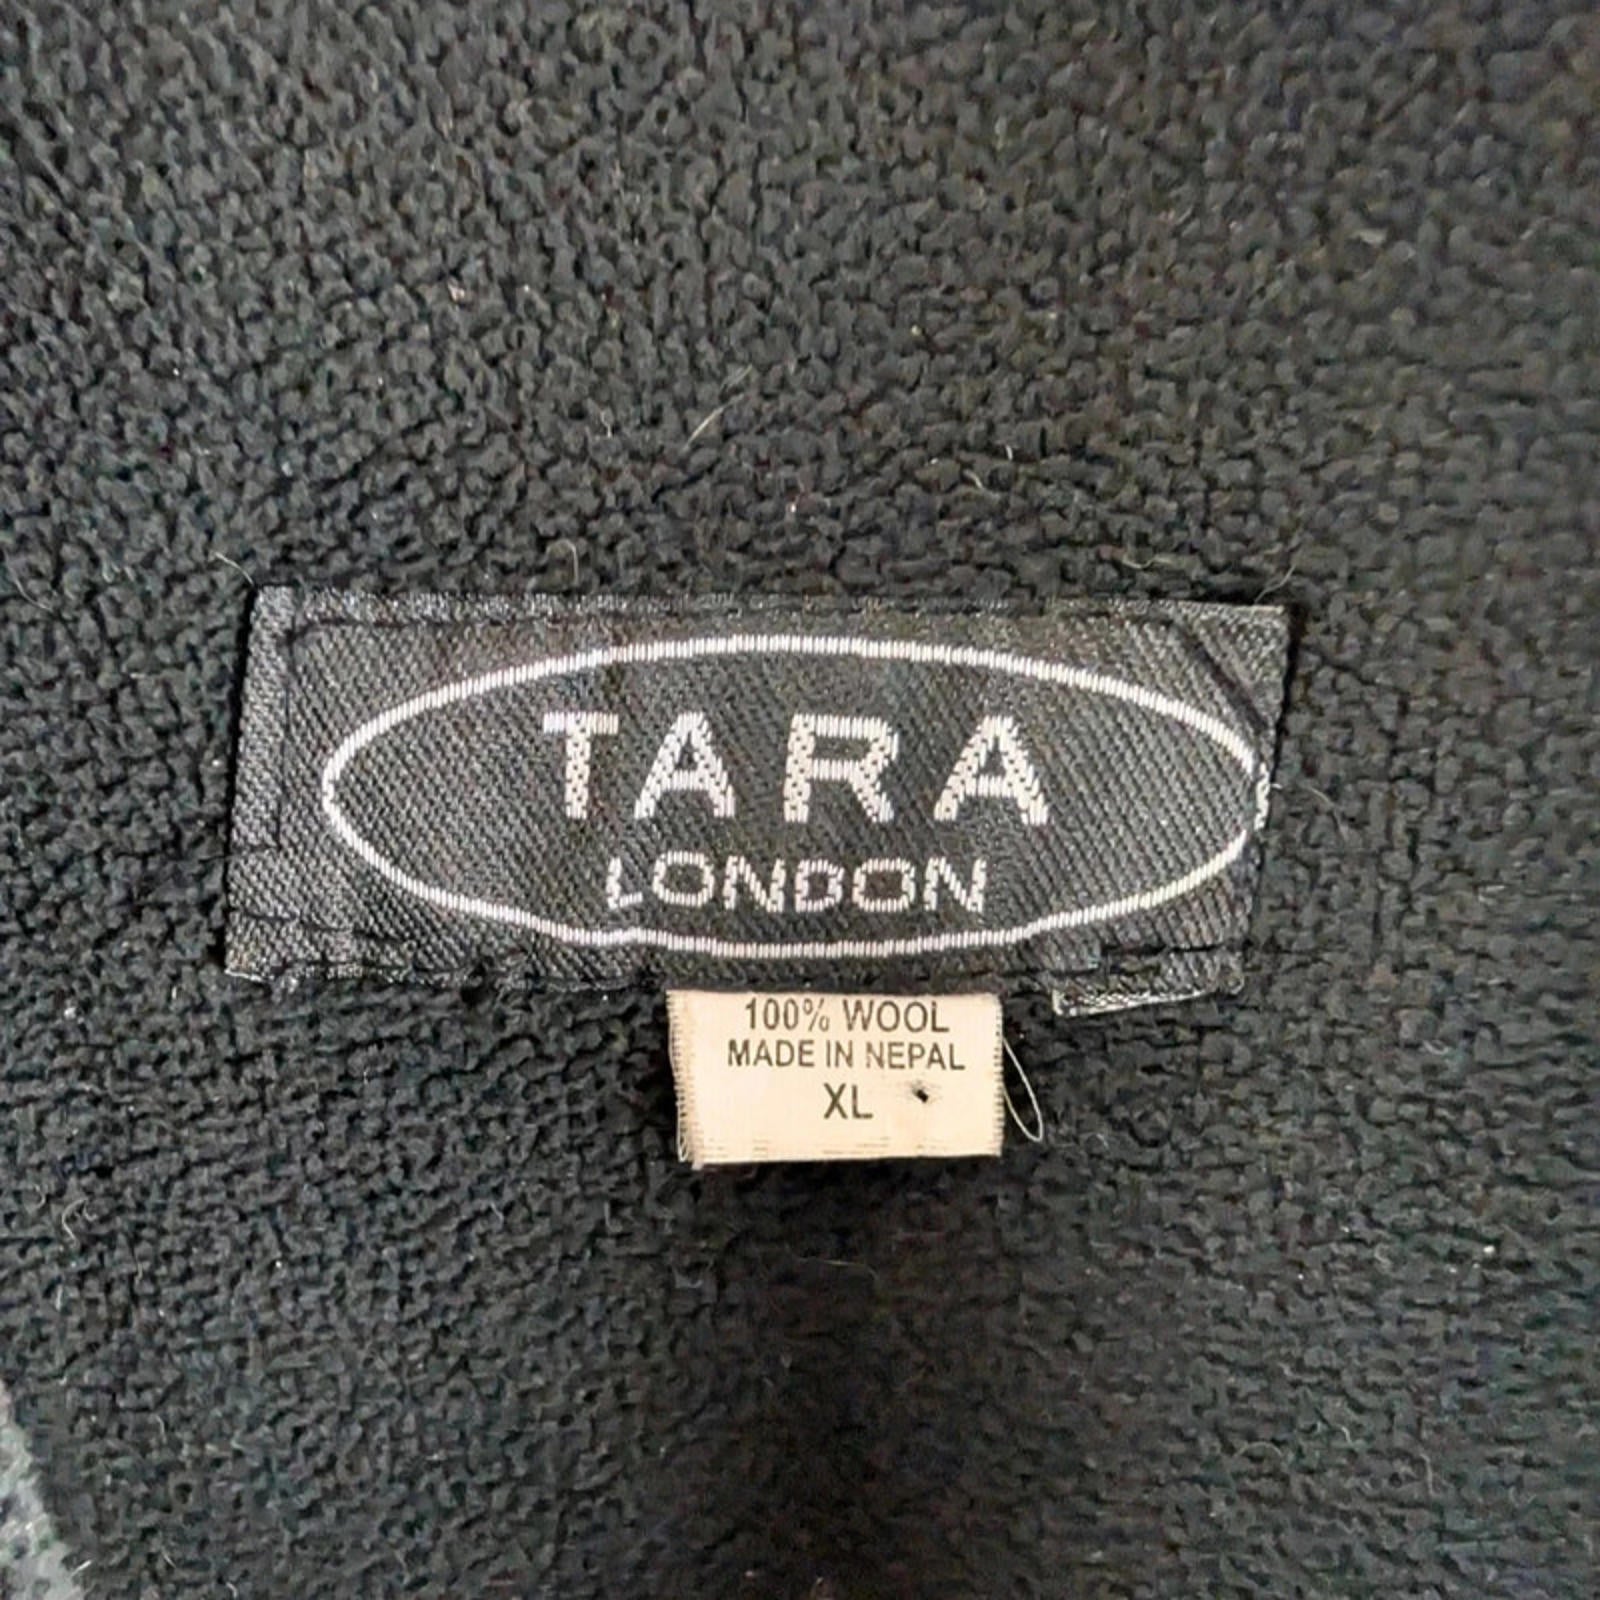 TARA
LONDON
100% WOOL
MADE IN NEPAL
XL